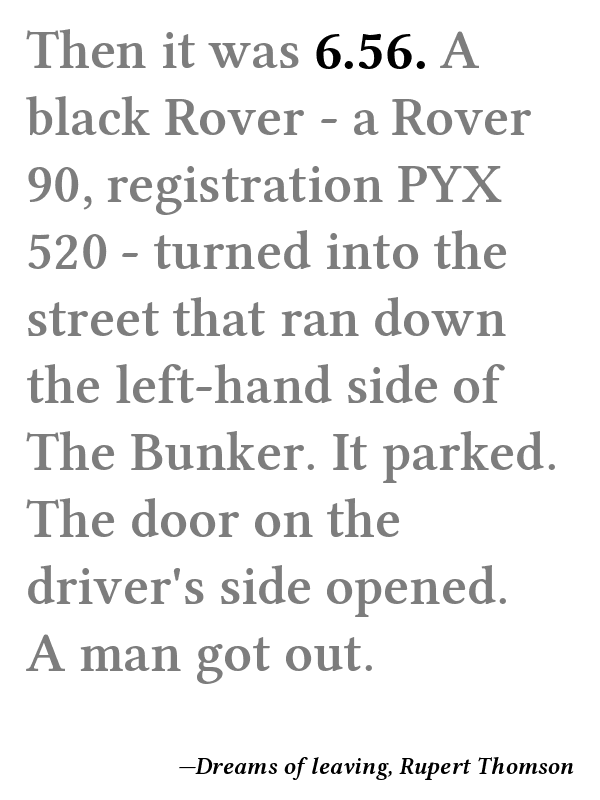 Then it was 6.56. A
black Rover - a Rover
90, registration PYX
520 - turned into the
street that ran down
the left-hand side of
The Bunker. It parked.
The door on the
driver's side opened.
A man got out.
—Dreams of leaving, Rupert Thomson